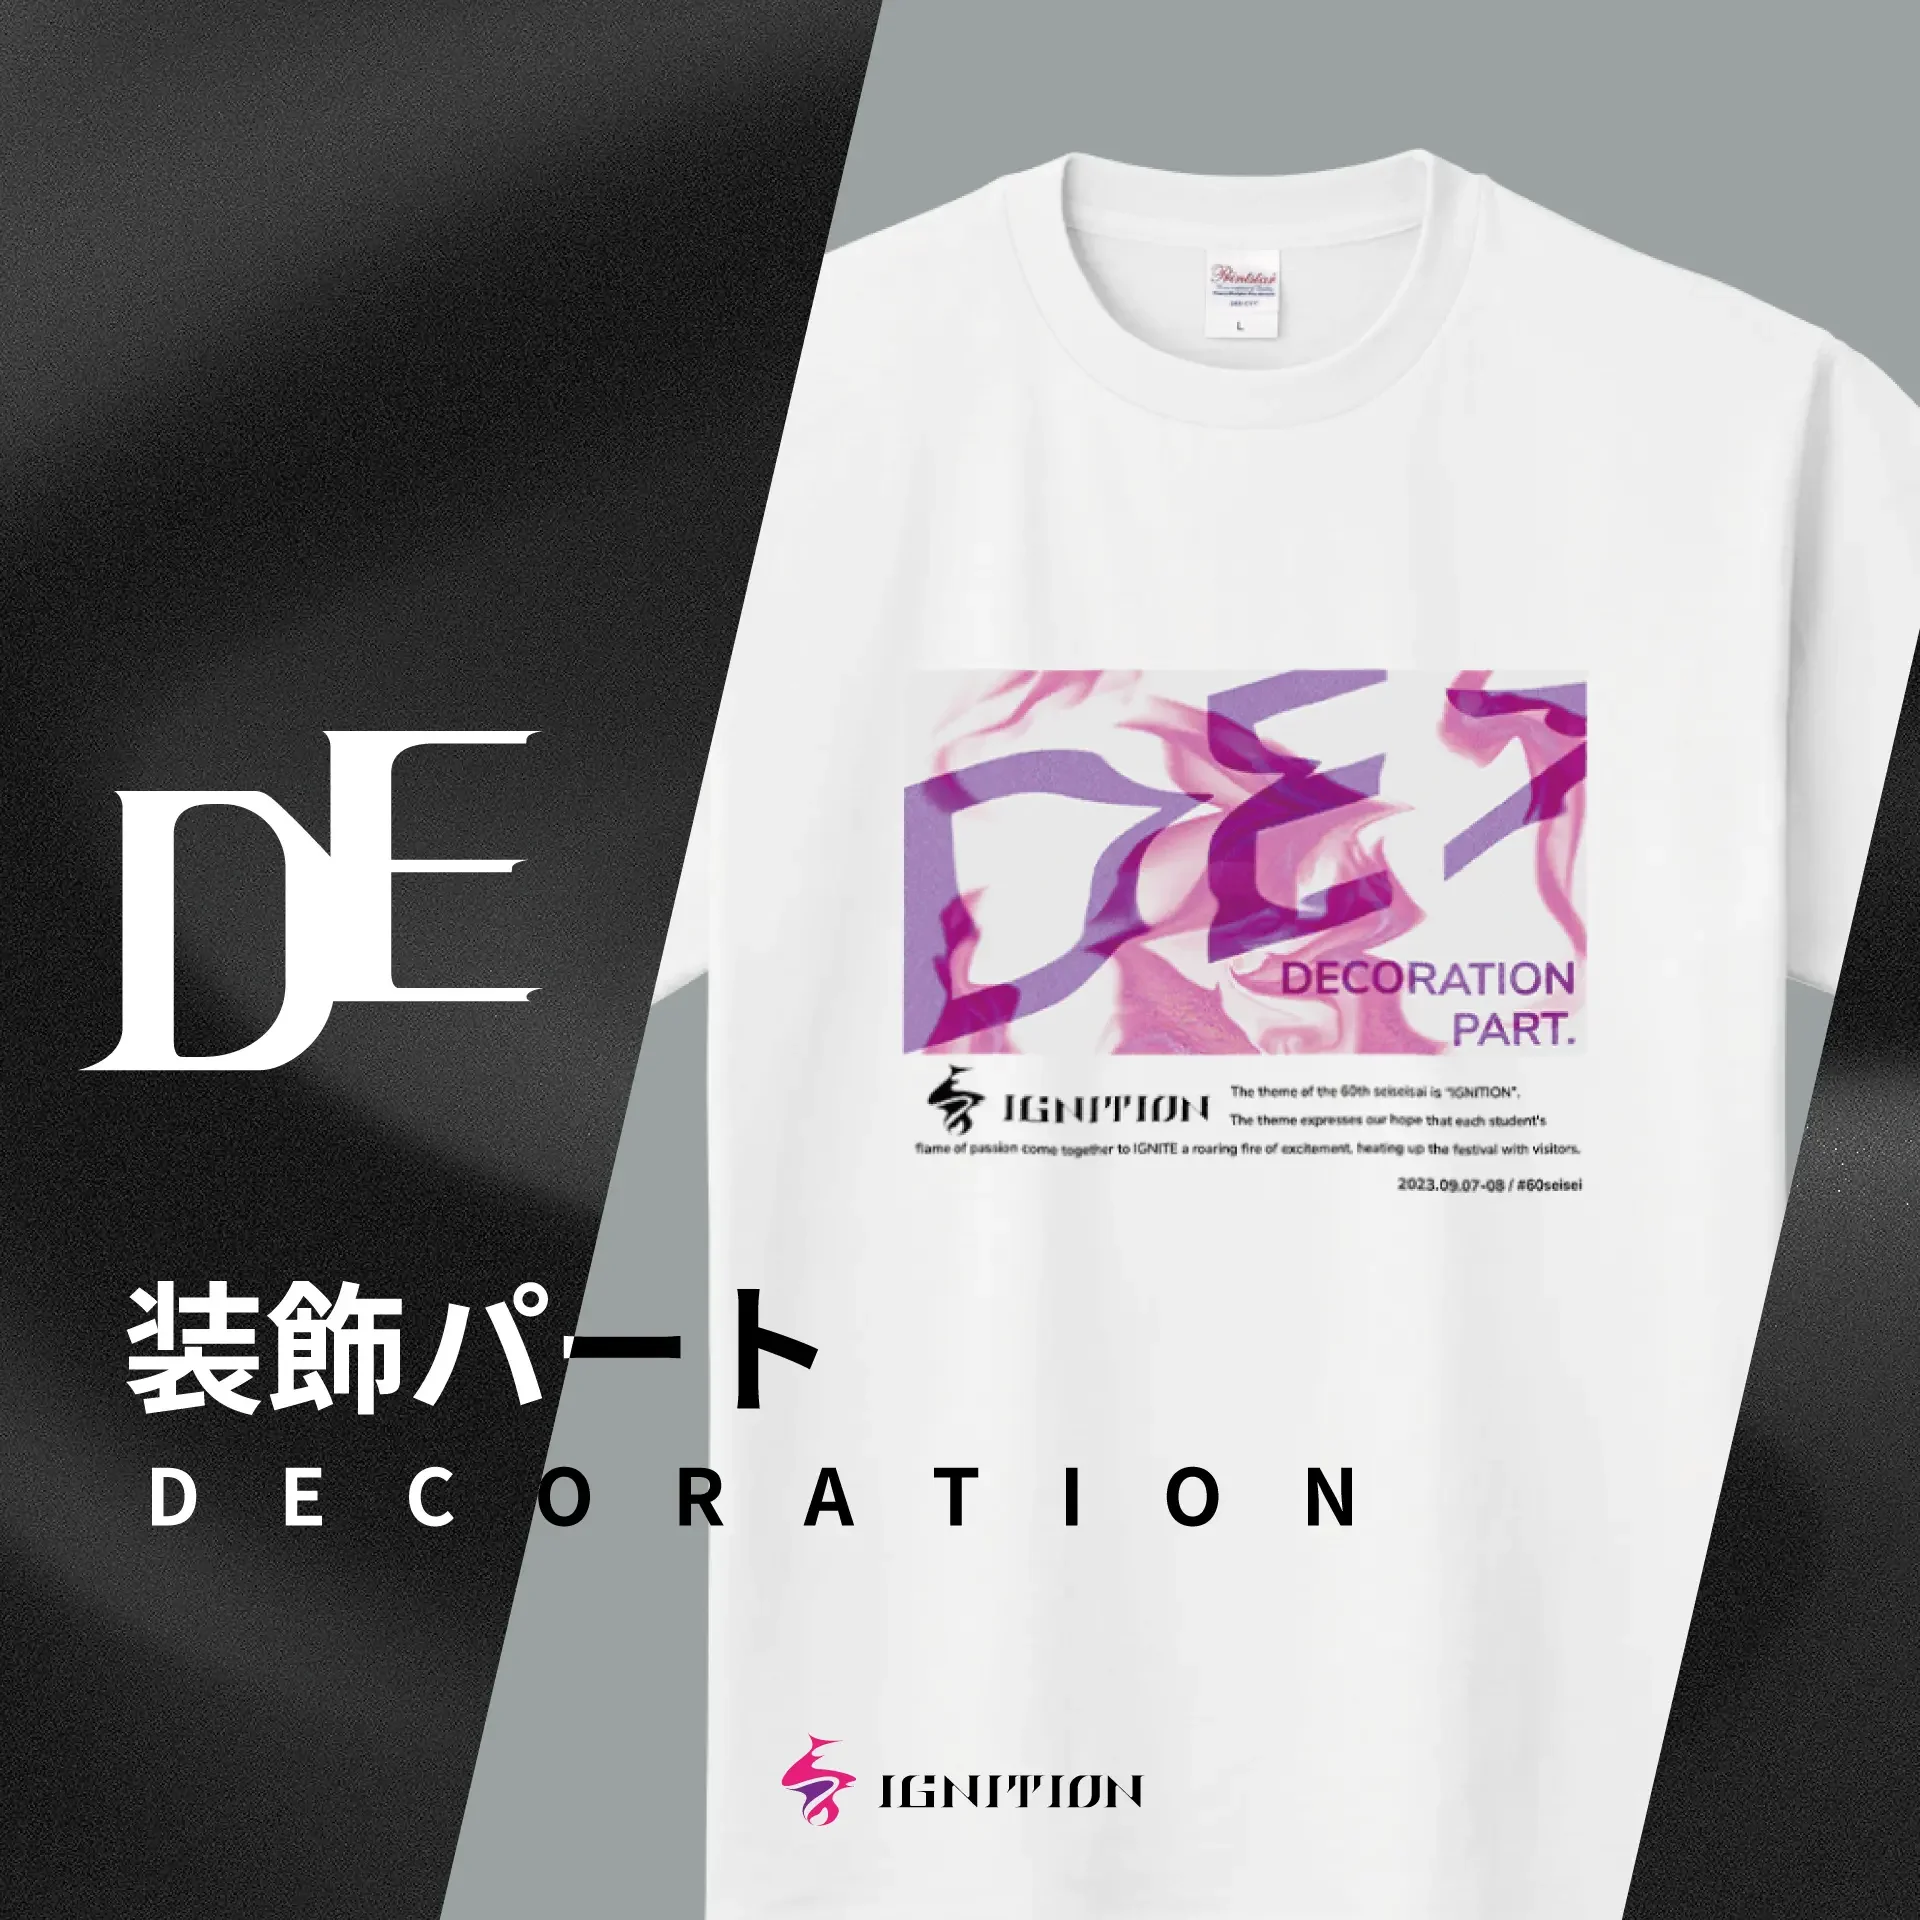 Printstar
L
DE
DECORATION
PART.
IGNITION
The theme of the 60th seiseisai is "IGNITION".
The theme expresses our hope that each student's
flame of passion come together to IGNITE a roaring fire of excitement, heating up the festival with visitors.
2023.09.07-08 / #60seisei
DE
装飾パート
DECORATION
IGNITION